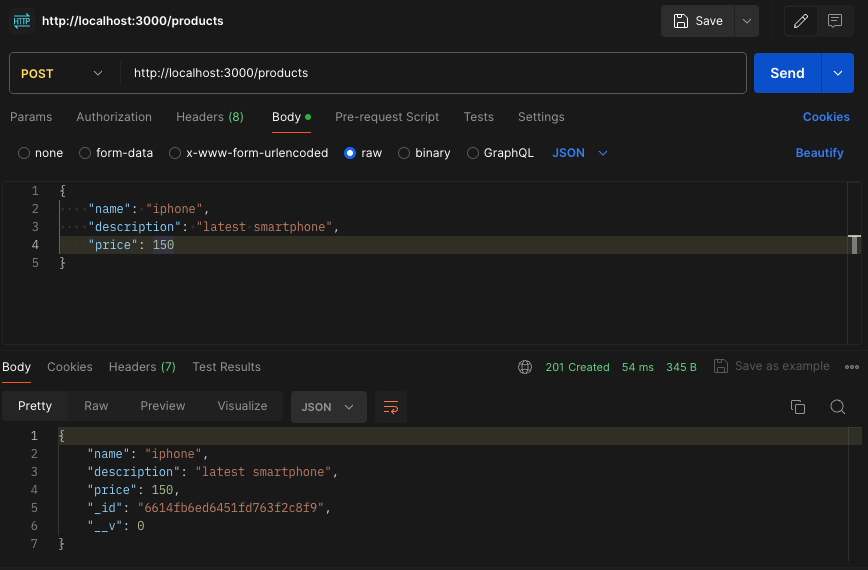 HTTP http://localhost:3000/products Save
POST http://localhost:3000/products Send
Params Authorization Headers (8) Body Pre-request Script Tests Settings Cookies
none form-data x-www-form-urlencoded raw binary GraphQL JSON Beautify
1 {
2 "name": "iphone",
3 "description": "latest smartphone",
4 "price": 150
5 }
Body Cookies Headers (7) Test Results 201 Created 54 ms 345 B Save as example
Pretty Raw Preview Visualize JSON
1 {
2 "name": "iphone",
3 "description": "latest smartphone",
4 "price": 150,
5 "_id": "6614fb6ed6451fd763f2c8f9",
6 "__v": 0
7 }